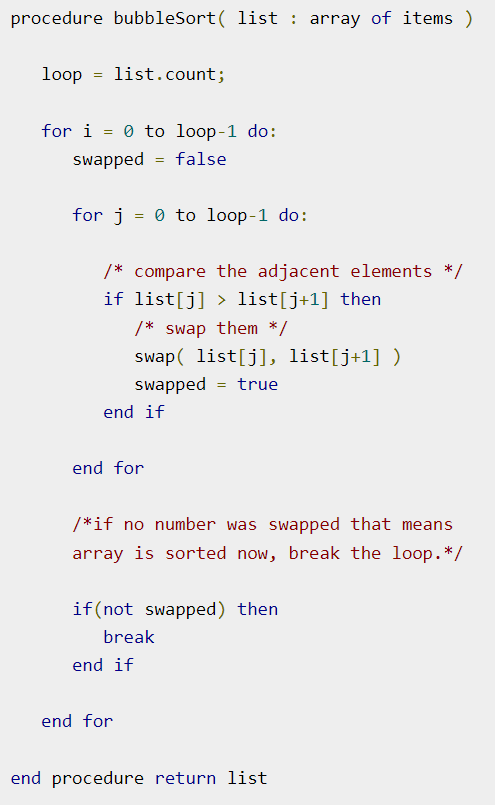 procedure bubbleSort( list : array of items )
loop = list.count;
for i = 0 to loop-1 do:
swapped = false
for j = 0 to loop-1 do:
/* compare the adjacent elements */
if list[j] > list[j+1] then
/* swap them */
swap( list[j], list[j+1] )
swapped = true
end if
end for
/*if no number was swapped that means
array is sorted now, break the loop.*/
if(not swapped) then
break
end if
end for
end procedure return list